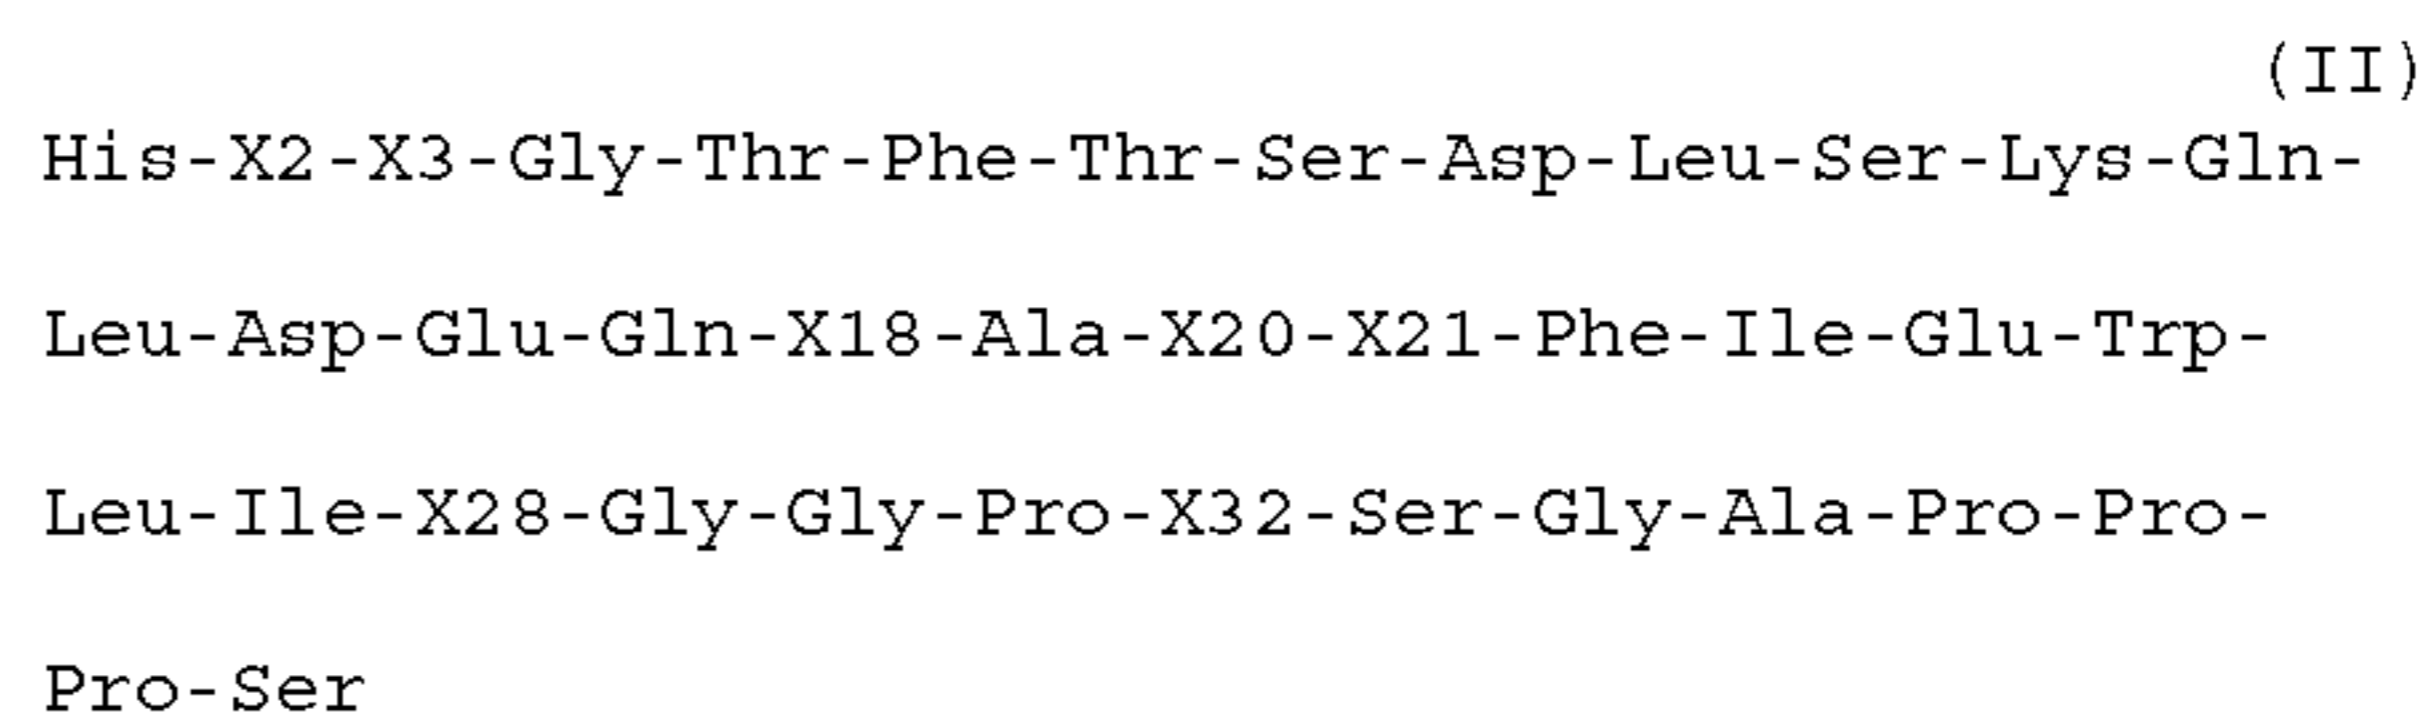 (II)
His-X2-X3-Gly-Thr-Phe-Thr-Ser-Asp-Leu-Ser-Lys-Gln-
Leu-Asp-Glu-Gln-X18-Ala-X20-X21-Phe-Ile-Glu-Trp-
Leu-Ile-X28-Gly-Gly-Pro-X32-Ser-Gly-Ala-Pro-Pro-
Pro-Ser